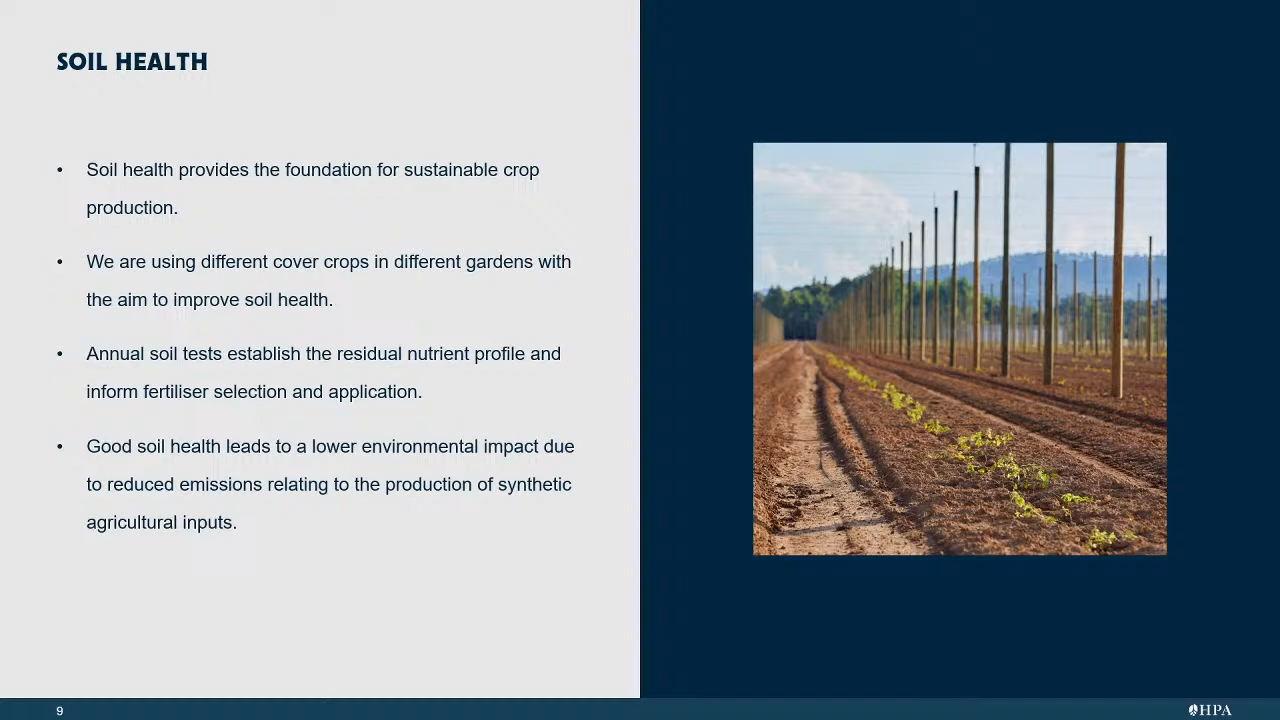 SOIL HEALTH
• Soil health provides the foundation for sustainable crop
production.
• We are using different cover crops in different gardens with
the aim to improve soil health.
• Annual soil tests establish the residual nutrient profile and
inform fertiliser selection and application.
• Good soil health leads to a lower environmental impact due
to reduced emissions relating to the production of synthetic
agricultural inputs.
9
HPA